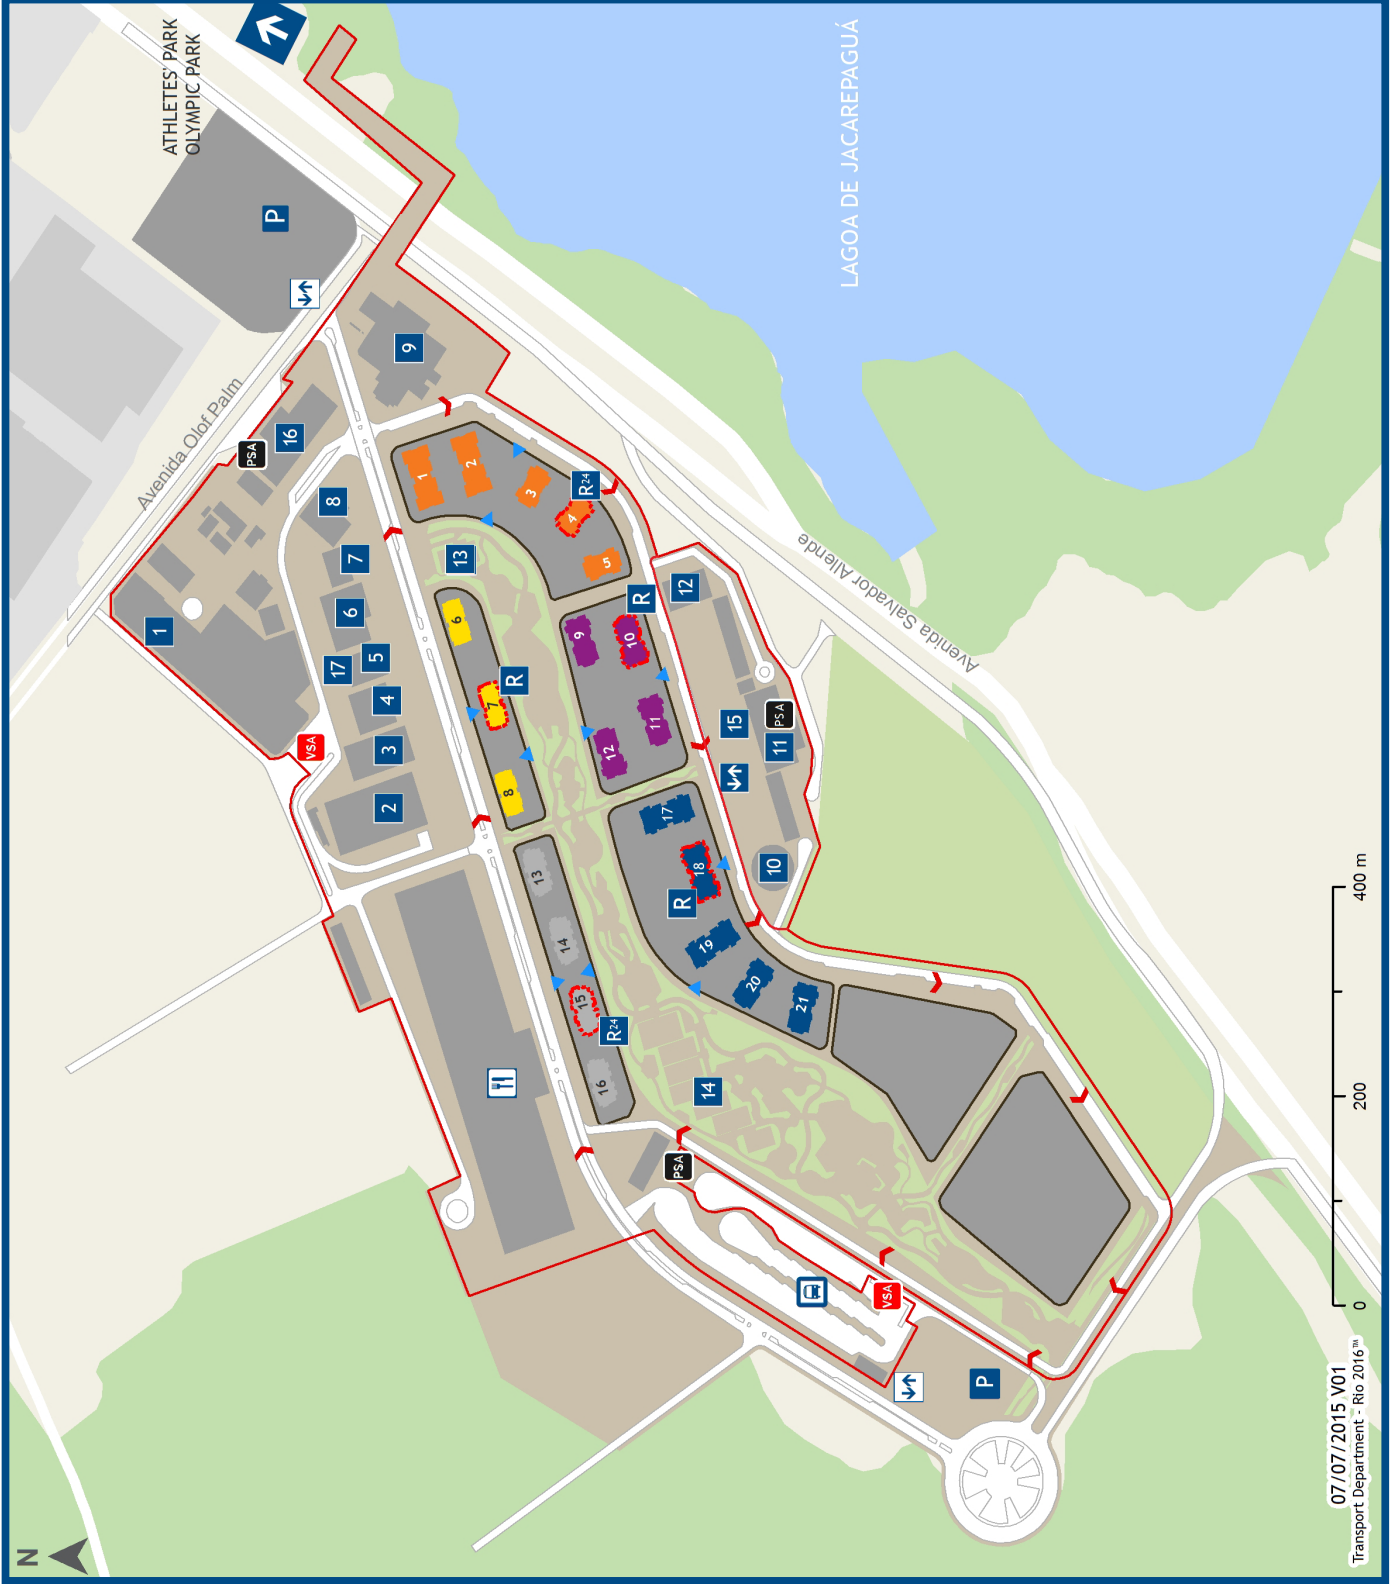 N
ATHLETES' PARK
OLYMPIC PARK
P
Avenida Olof Palm
PSA
16
9
1
8
7
6
5
17
4
3
2
VSA
1
2
3
4
5
R24
13
6
7
8
R
9
10
11
12
R
12
15
PSA
11
10
17
18
19
20
21
R
13
14
15
16
R24
14
PSA
VSA
P
LAGOA DE JACAREPAGUÁ
Avenida Salvador Allende
0
200
400 m
07/07/2015 V01
Transport Department - Rio 2016™